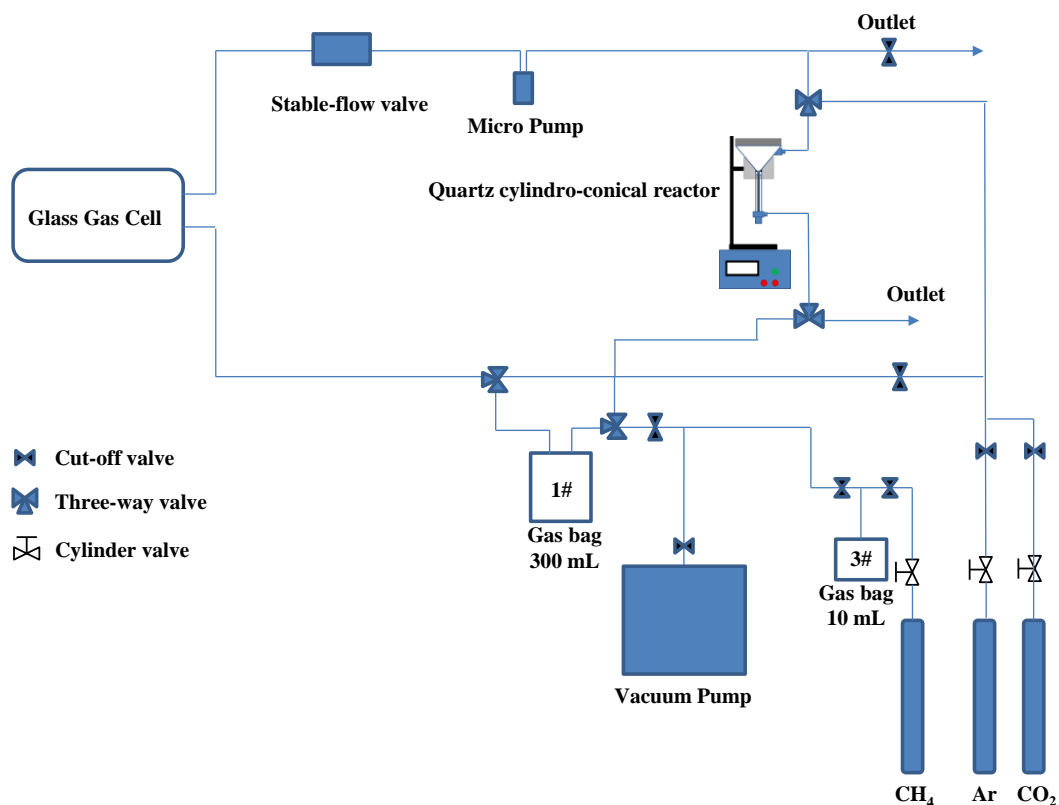 Outlet
Stable-flow valve
Micro Pump
Quartz cylindro-conical reactor
Glass Gas Cell
Outlet
Cut-off valve
Three-way valve
Cylinder valve
1#
Gas bag
300 mL
3#
Gas bag
10 mL
Vacuum Pump
CH₄
Ar
CO₂